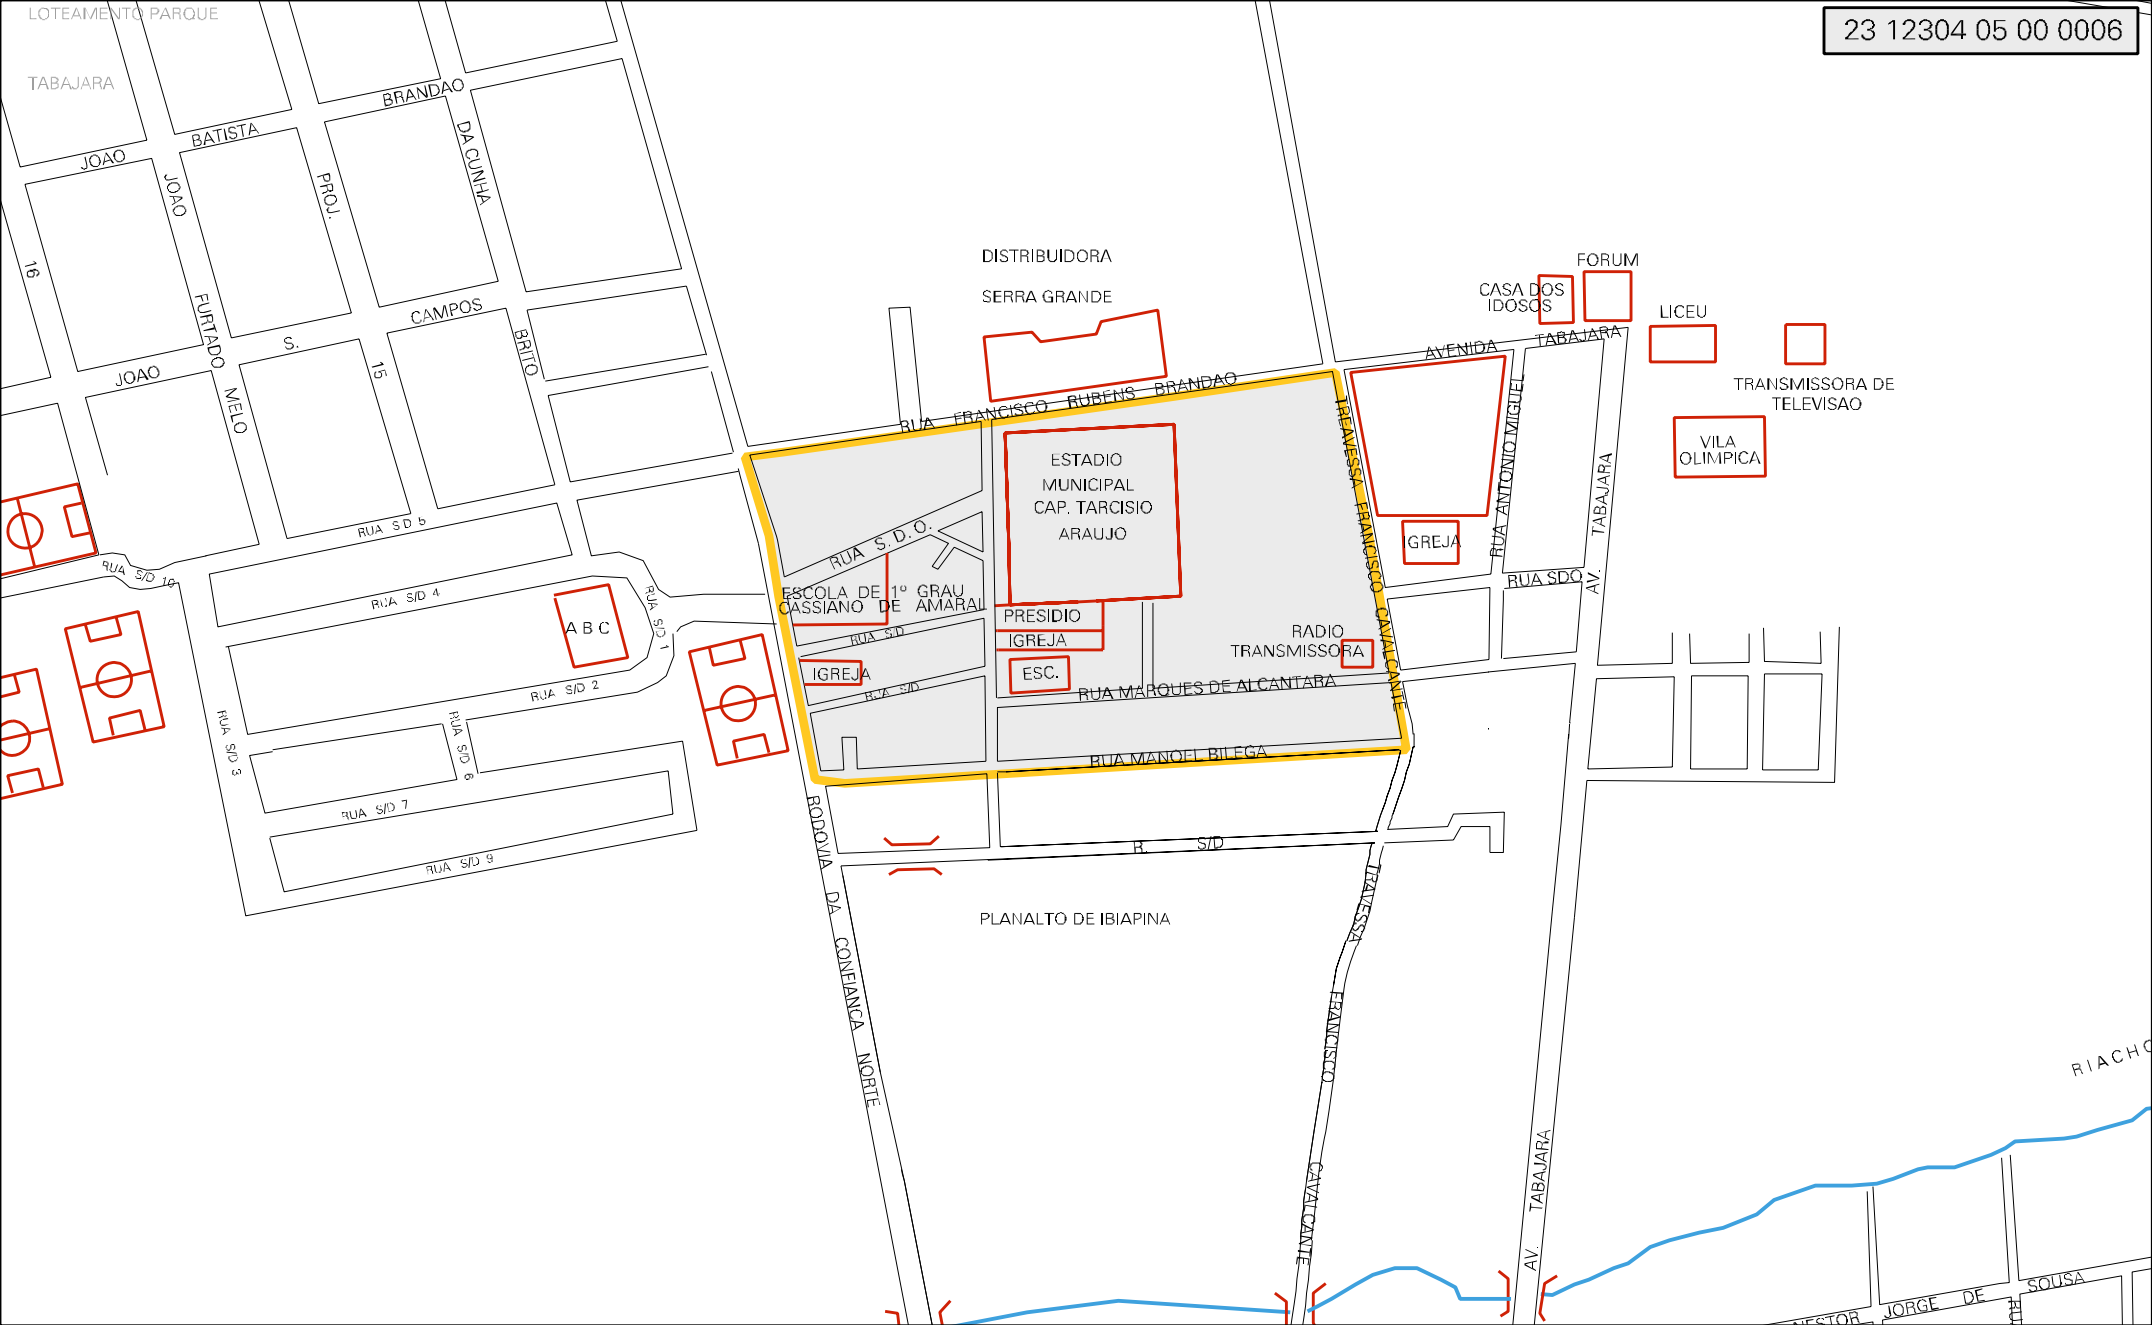 LOTEAMENTO PARQUE
TABAJARA
23 12304 05 00 0006
JOAO
BATISTA
BRANDAO
JOAO
FURTADO
MELO
PROJ.
15
DA CUNHA
BRITO
16
JOAO
S.
CAMPOS
DISTRIBUIDORA
SERRA GRANDE
FORUM
CASA DOS
IDOSOS
LICEU
TRANSMISSORA DE
TELEVISAO
VILA
OLIMPICA
AVENIDA
TABAJARA
RUA FRANCISCO RUBENS BRANDAO
ESTADIO
MUNICIPAL
CAP. TARCISIO
ARAUJO
TREAVESSA FRANCISCO CAVALCANTE
RUA ANTONIO MIGUEL
AV. TABAJARA
IGREJA
RUA SDO
RUA S. D. O.
ESCOLA DE 1º GRAU
CASSIANO DE AMARAL
PRESIDIO
IGREJA
ESC.
RADIO
TRANSMISSORA
RUA S/D
IGREJA
RUA S/D
RUA MARQUES DE ALCANTARA
RUA MANOEL BILEGA
RUA S D 5
RUA S/D 10
RUA S/D 4
A B C
RUA S/D 1
RUA S/D 2
RUA S/D 3
RUA S/D 6
RUA S/D 7
RUA S/D 9
R. S/D
RODOVIA DA CONFIANCA NORTE
PLANALTO DE IBIAPINA
TRAVESSA FRANCISCO CAVALCANTE
AV. TABAJARA
RIACHO
NESTOR JORGE DE SOUSA
RU